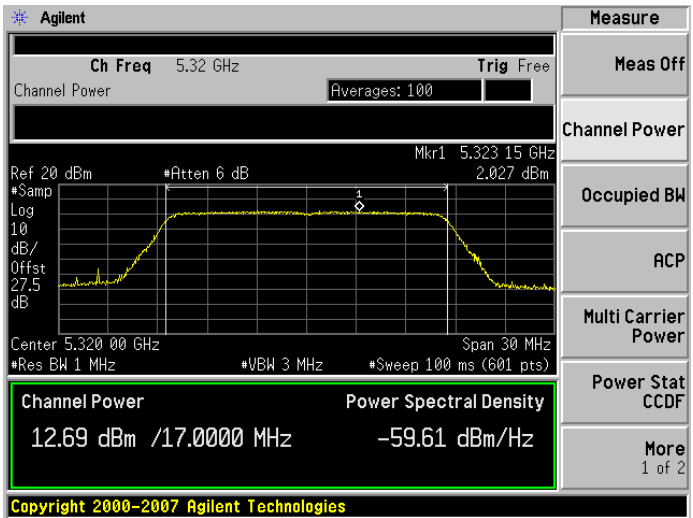 Agilent
Measure
Ch Freq 5.32 GHz Trig Free
Meas Off
Channel Power Averages: 100
Channel Power
Mkr1 5.323 15 GHz
Ref 20 dBm #Atten 6 dB 2.027 dBm
#Samp
1
Occupied BW
Log
10
dB/
ACP
Offst
27.5
dB
Multi Carrier
Power
Center 5.320 00 GHz Span 30 MHz
#Res BW 1 MHz #VBW 3 MHz #Sweep 100 ms (601 pts)
Power Stat
CCDF
Channel Power Power Spectral Density
12.69 dBm /17.0000 MHz -59.61 dBm/Hz
More
1 of 2
Copyright 2000-2007 Agilent Technologies